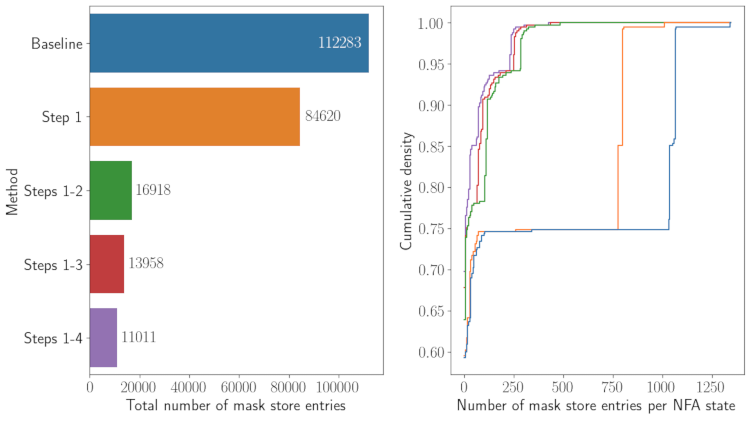 Baseline
112283
Step 1
84620
Steps 1-2
16918
Steps 1-3
13958
Steps 1-4
11011
Method
0 20000 40000 60000 80000 100000
Total number of mask store entries
1.00
0.95
0.90
0.85
0.80
0.75
0.70
0.65
0.60
Cumulative density
0 250 500 750 1000 1250
Number of mask store entries per NFA state